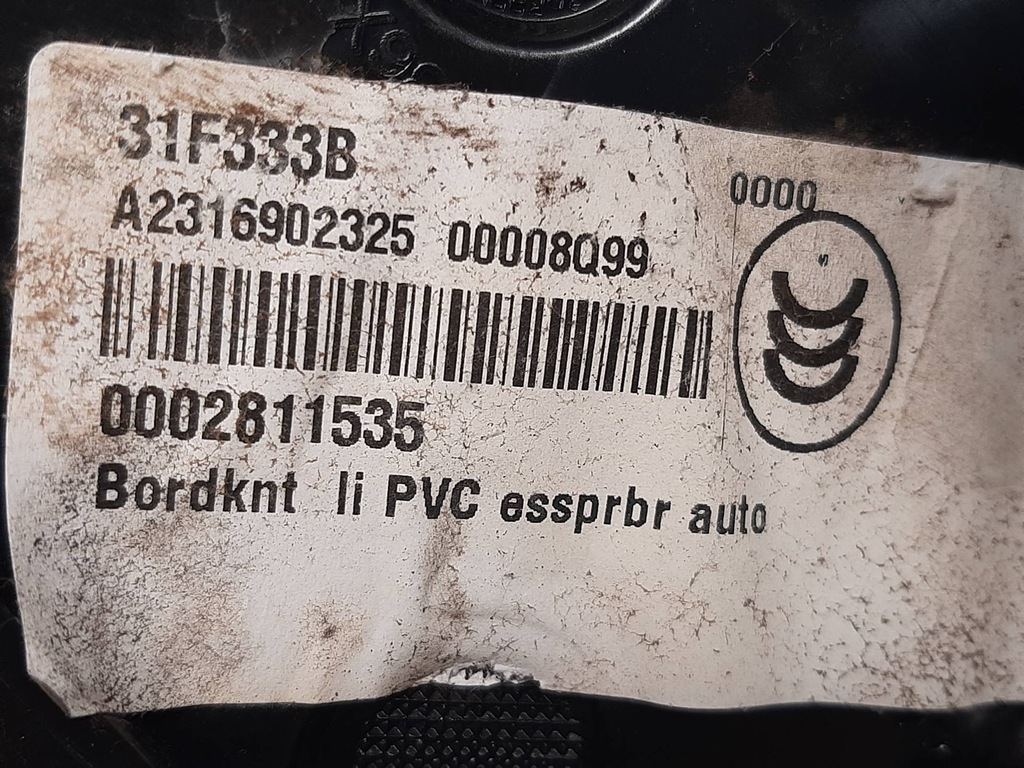 31F333B
0000
A2316902325 00008Q99
0002811535
Bordknt li PVC essprbr auto